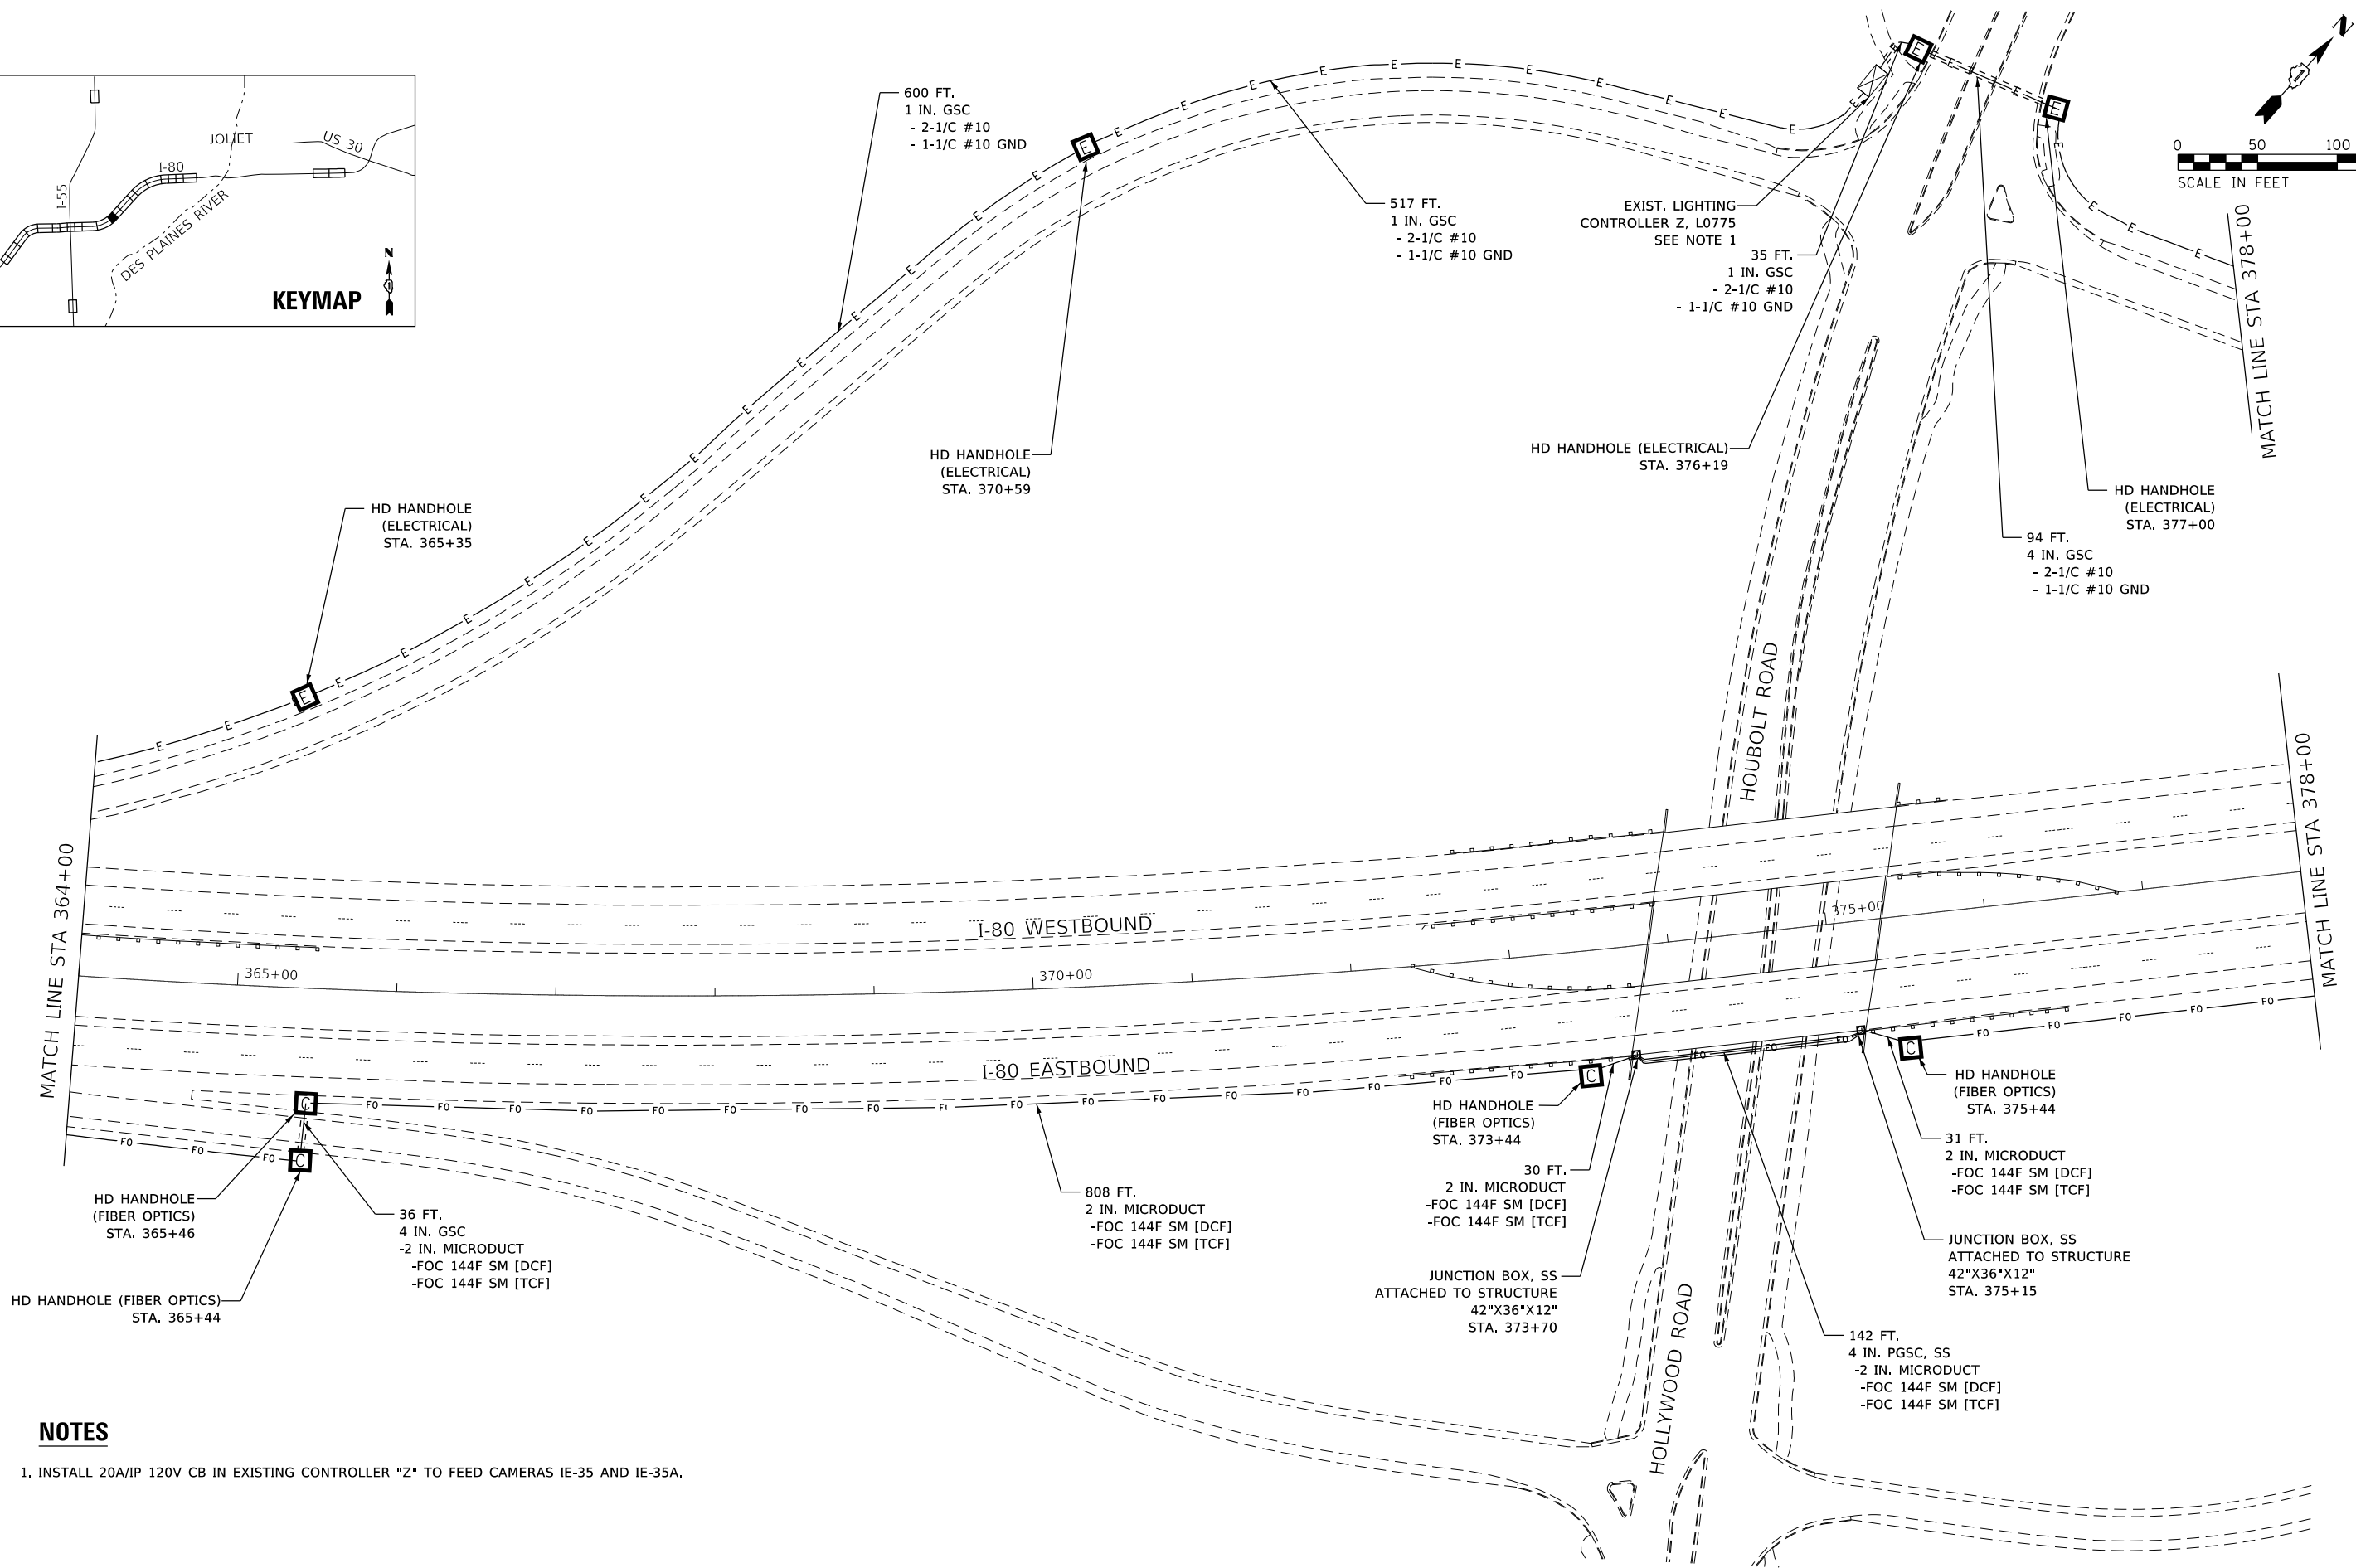 JOLIET
US 30
I-80
I-55
DES PLAINES RIVER
N
KEYMAP
N
0 50 100
SCALE IN FEET
600 FT.
1 IN. GSC
- 2-1/C #10
- 1-1/C #10 GND
517 FT.
1 IN. GSC
- 2-1/C #10
- 1-1/C #10 GND
EXIST. LIGHTING
CONTROLLER Z, L0775
SEE NOTE 1
35 FT.
1 IN. GSC
- 2-1/C #10
- 1-1/C #10 GND
MATCH LINE STA 378+00
HD HANDHOLE
(ELECTRICAL)
STA. 365+35
HD HANDHOLE
(ELECTRICAL)
STA. 370+59
HD HANDHOLE (ELECTRICAL)
STA. 376+19
HD HANDHOLE
(ELECTRICAL)
STA. 377+00
94 FT.
4 IN. GSC
- 2-1/C #10
- 1-1/C #10 GND
HOUBOLT ROAD
MATCH LINE STA 364+00
I-80 WESTBOUND
365+00
370+00
375+00
I-80 EASTBOUND
MATCH LINE STA 378+00
HD HANDHOLE
(FIBER OPTICS)
STA. 365+46
HD HANDHOLE (FIBER OPTICS)
STA. 365+44
36 FT.
4 IN. GSC
-2 IN. MICRODUCT
-FOC 144F SM [DCF]
-FOC 144F SM [TCF]
808 FT.
2 IN. MICRODUCT
-FOC 144F SM [DCF]
-FOC 144F SM [TCF]
HD HANDHOLE
(FIBER OPTICS)
STA. 373+44
30 FT.
2 IN. MICRODUCT
-FOC 144F SM [DCF]
-FOC 144F SM [TCF]
JUNCTION BOX, SS
ATTACHED TO STRUCTURE
42"X36"X12"
STA. 373+70
HD HANDHOLE
(FIBER OPTICS)
STA. 375+44
31 FT.
2 IN. MICRODUCT
-FOC 144F SM [DCF]
-FOC 144F SM [TCF]
JUNCTION BOX, SS
ATTACHED TO STRUCTURE
42"X36"X12"
STA. 375+15
142 FT.
4 IN. PGSC, SS
-2 IN. MICRODUCT
-FOC 144F SM [DCF]
-FOC 144F SM [TCF]
HOLLYWOOD ROAD
NOTES
1. INSTALL 20A/IP 120V CB IN EXISTING CONTROLLER "Z" TO FEED CAMERAS IE-35 AND IE-35A.